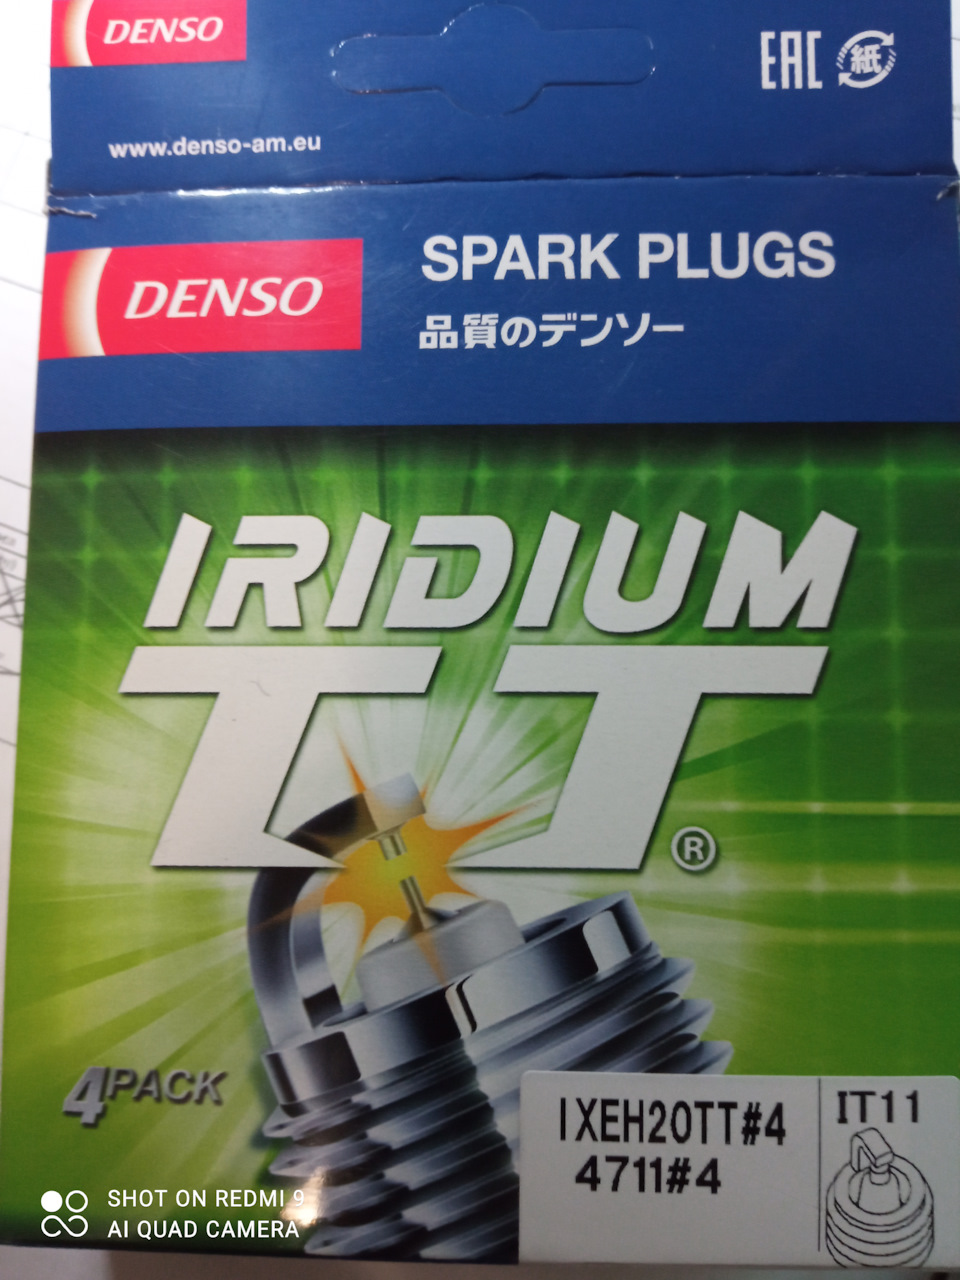 DENSO
EAC
紙
www.denso-am.eu
DENSO
SPARK PLUGS
品質のデンソー
IRIDIUM
TT®
4PACK
IXEH20TT#4
4711#4
IT11
SHOT ON REDMI 9
AI QUAD CAMERA